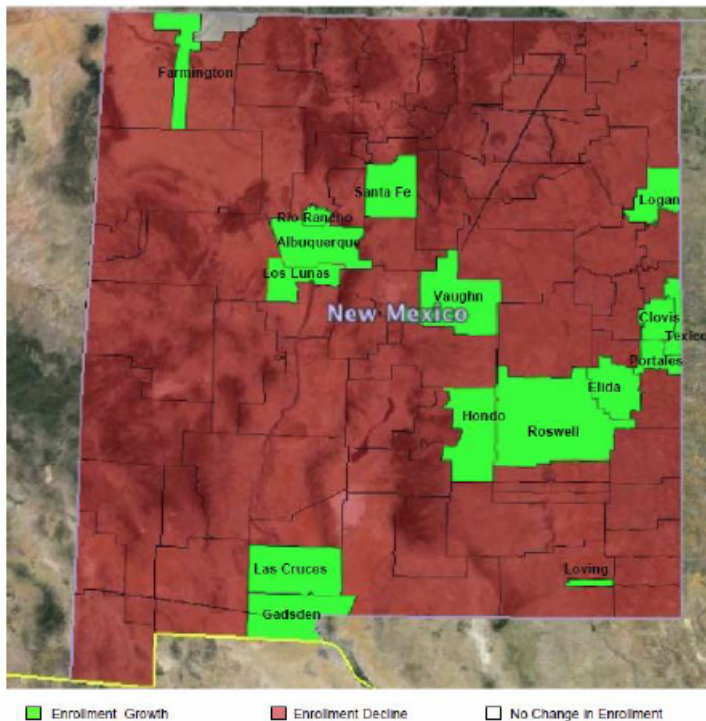 Farmington
Santa Fe
Logan
Rio Rancho
Albuquerque
Los Lunas
Vaughn
New Mexico
Clovis
Texico
Portales
Elida
Hondo
Roswell
Las Cruces
Loving
Gadsden
Enrollment Growth
Enrollment Decline
No Change in Enrollment